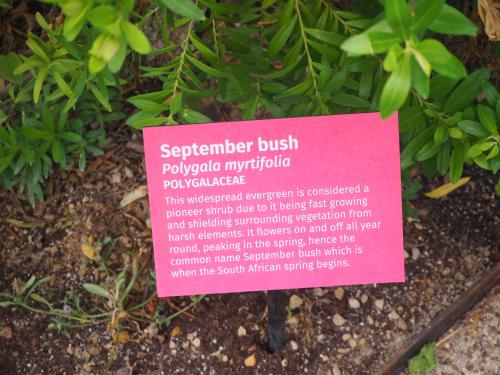 September bush
Polygala myrtifolia
POLYGALACEAE
This widespread evergreen is considered a
pioneer shrub due to it being fast growing
and shielding surrounding vegetation from
harsh elements. It flowers on and off all year
round, peaking in the spring, hence the
common name September bush which is
when the South African spring begins.